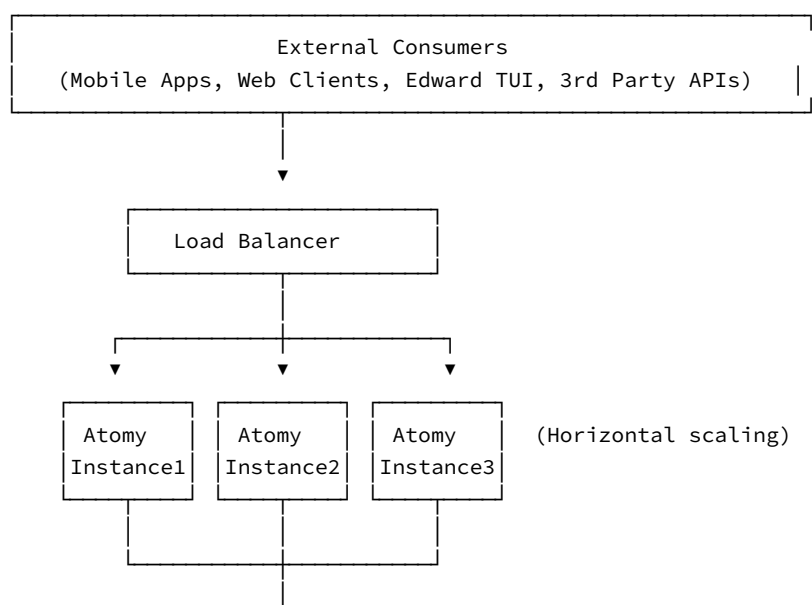 External Consumers
(Mobile Apps, Web Clients, Edward TUI, 3rd Party APIs)
Load Balancer
Atomy Atomy Atomy (Horizontal scaling)
Instance1 Instance2 Instance3